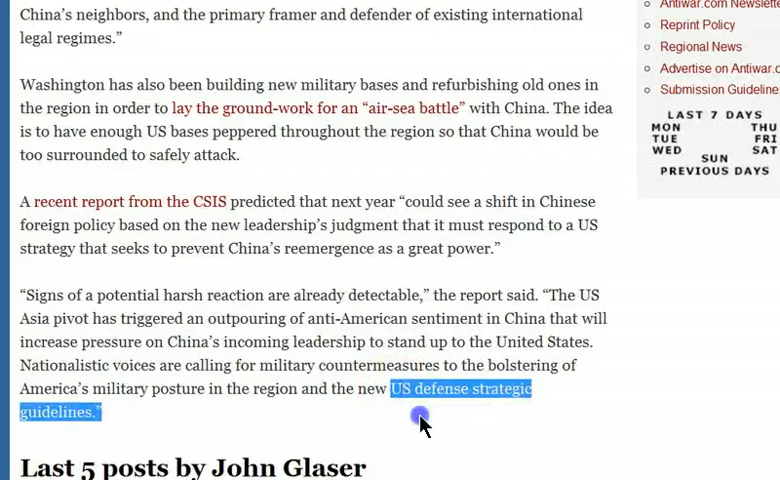 China’s neighbors, and the primary framer and defender of existing international
legal regimes.”
Washington has also been building new military bases and refurbishing old ones in
the region in order to lay the ground-work for an “air-sea battle” with China. The idea
is to have enough US bases peppered throughout the region so that China would be
too surrounded to safely attack.
A recent report from the CSIS predicted that next year “could see a shift in Chinese
foreign policy based on the new leadership’s judgment that it must respond to a US
strategy that seeks to prevent China’s reemergence as a great power.”
“Signs of a potential harsh reaction are already detectable,” the report said. “The US
Asia pivot has triggered an outpouring of anti-American sentiment in China that will
increase pressure on China’s incoming leadership to stand up to the United States.
Nationalistic voices are calling for military countermeasures to the bolstering of
America’s military posture in the region and the new US defense strategic
guidelines.”
Last 5 posts by John Glaser
Antiwar.com Newslette
Reprint Policy
Regional News
Advertise on Antiwar.c
Submission Guideline
LAST 7 DAYS
MON THU
TUE FRI
WED SAT
SUN
PREVIOUS DAYS